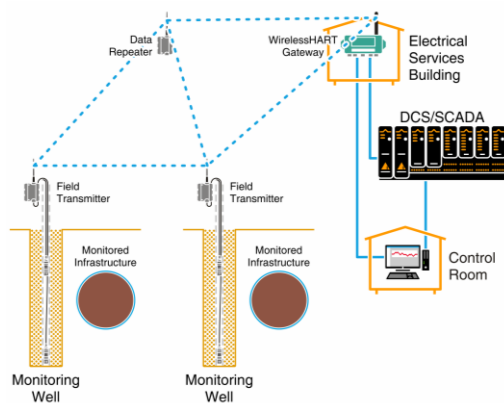 Data
Repeater
WirelessHART
Gateway
Electrical
Services
Building
DCS/SCADA
Field
Transmitter
Field
Transmitter
Monitored
Infrastructure
Monitored
Infrastructure
Control
Room
Monitoring
Well
Monitoring
Well